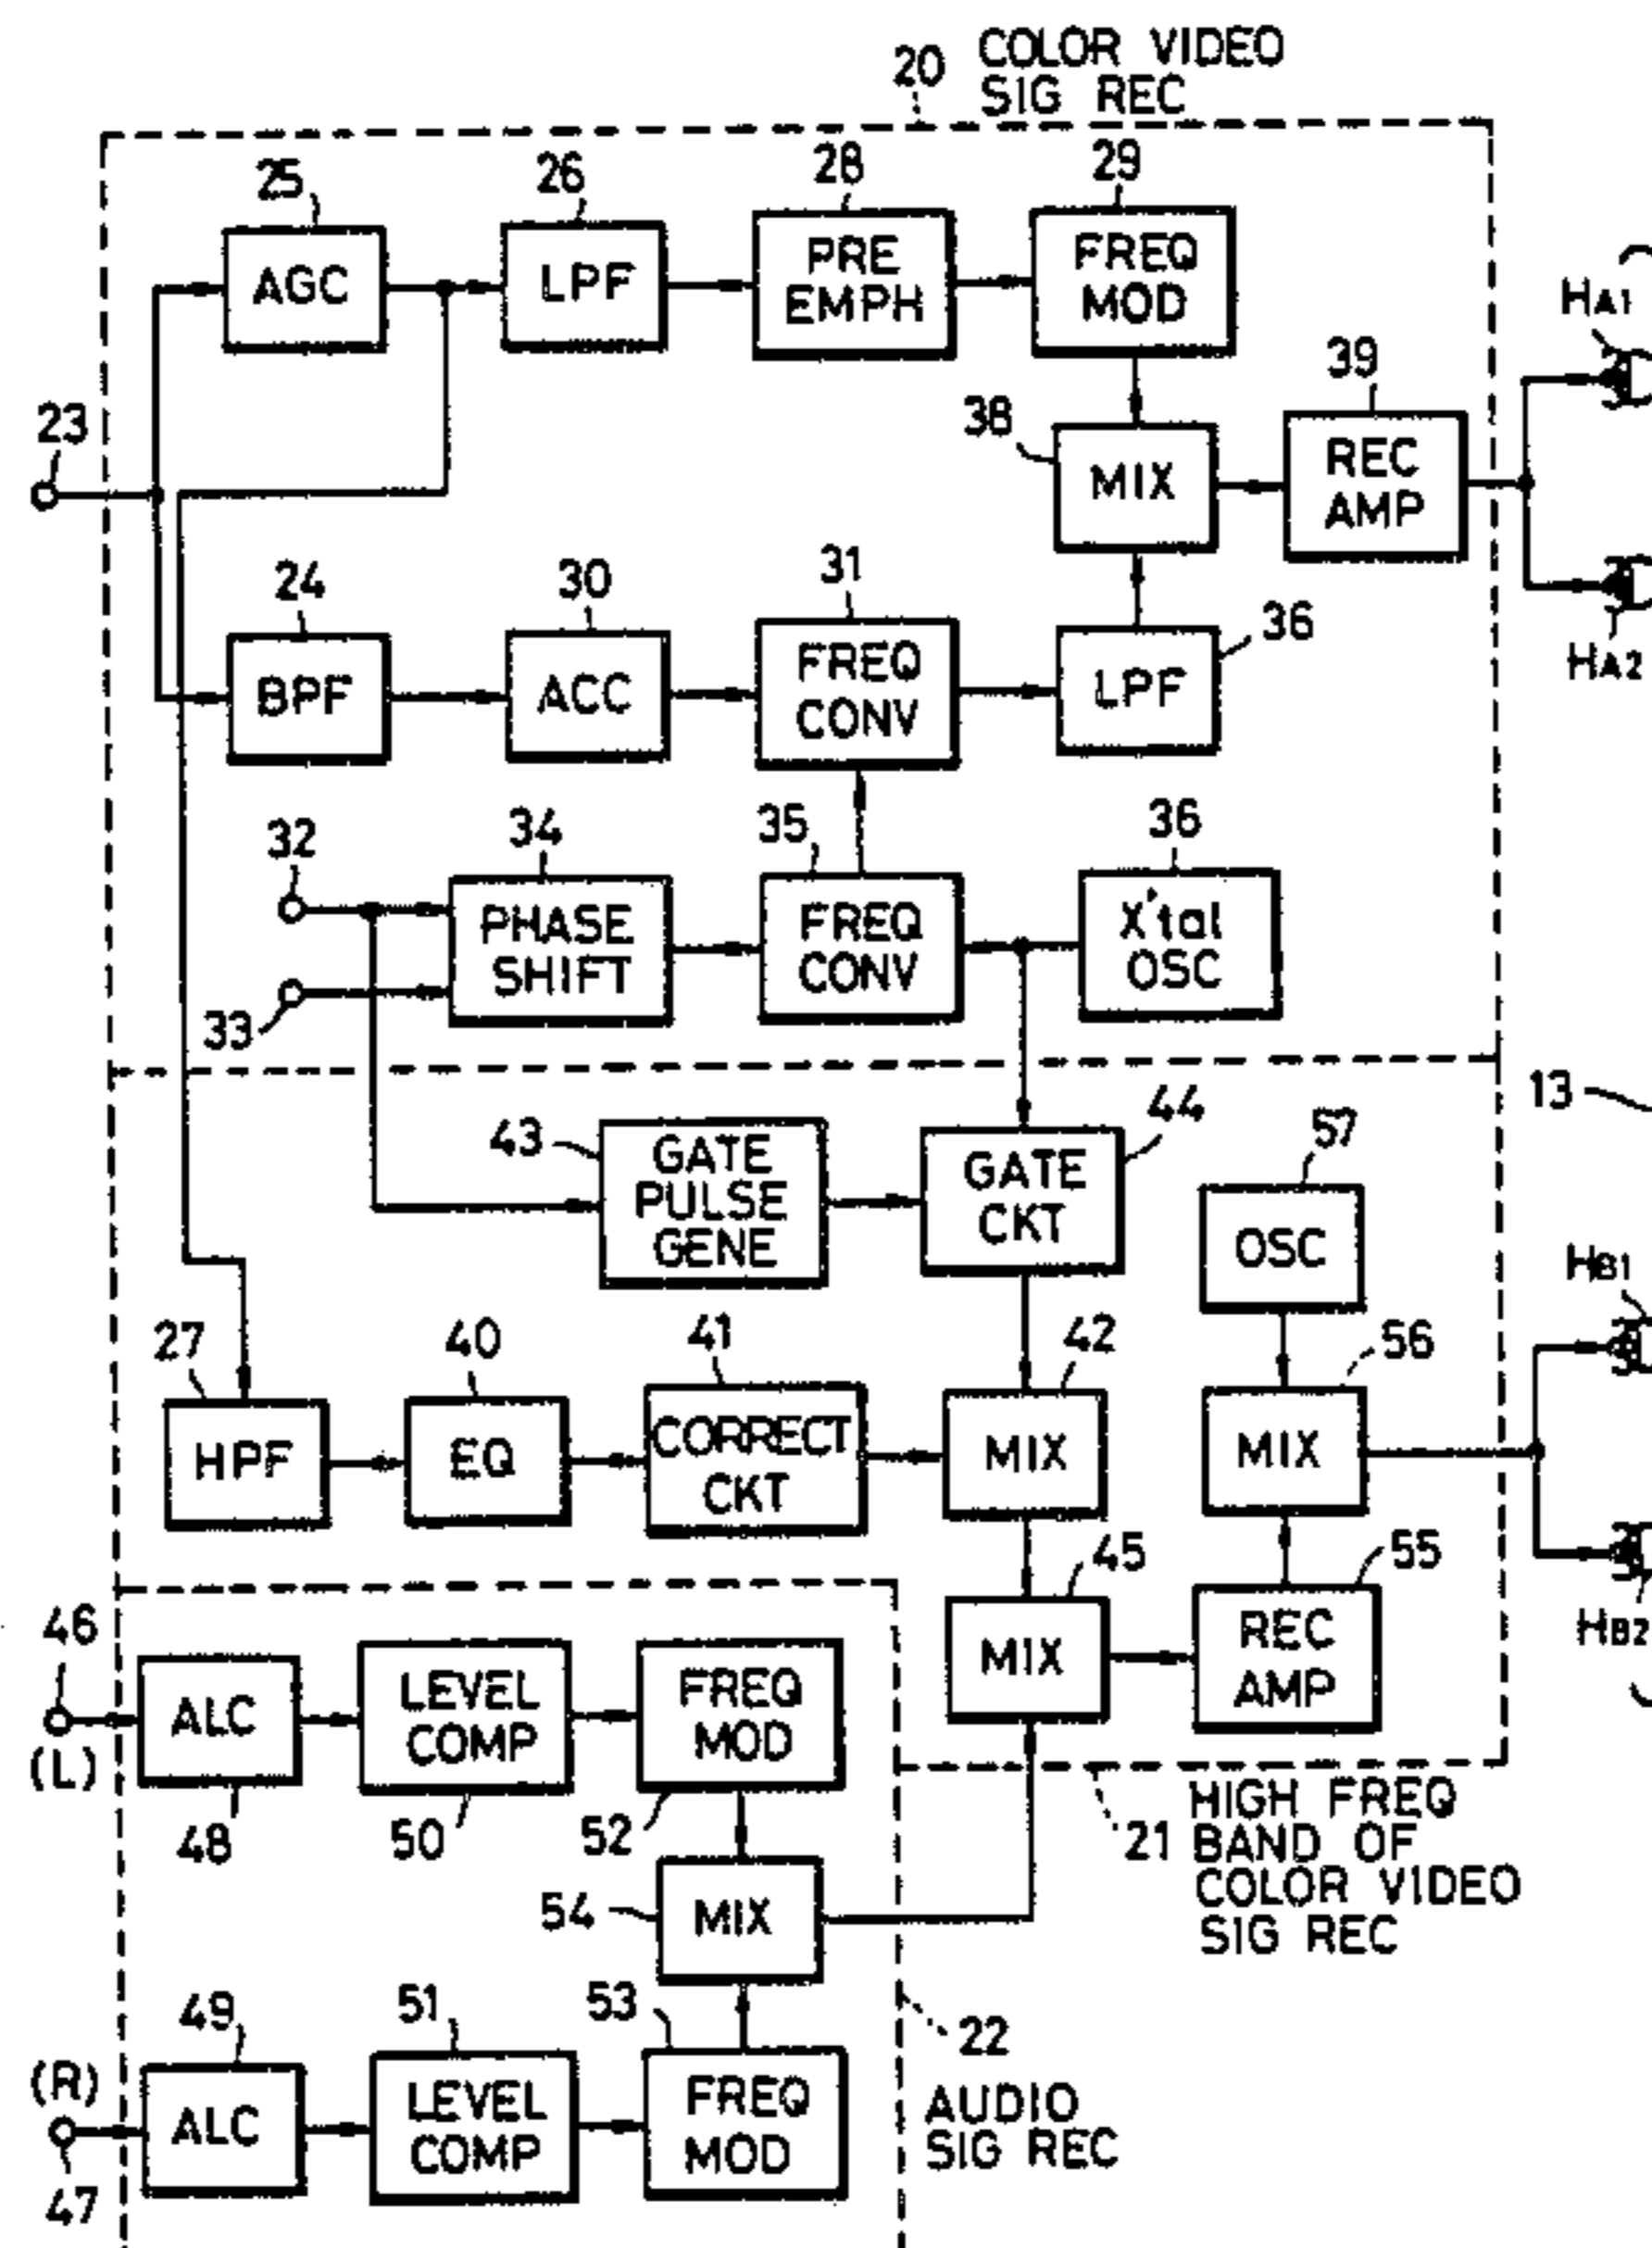 20
COLOR VIDEO
SIG REC
25
26
28
29
AGC
LPF
PRE
EMPH
FREQ
MOD
HA1
23
38
39
MIX
REC
AMP
24
30
31
36
HA2
BPF
ACC
FREQ
CONV
LPF
32
34
35
36
PHASE
SHIFT
FREQ
CONV
X'tal
OSC
33
13
43
44
57
GATE
PULSE
GENE
GATE
CKT
OSC
HB1
27
40
41
42
56
HPF
EQ
CORRECT
CKT
MIX
MIX
45
55
46
HB2
(L)
ALC
LEVEL
COMP
FREQ
MOD
MIX
REC
AMP
48
50
52
21
HIGH FREQ
BAND OF
COLOR VIDEO
SIG REC
54
MIX
49
51
53
22
(R)
ALC
LEVEL
COMP
FREQ
MOD
AUDIO
SIG REC
47